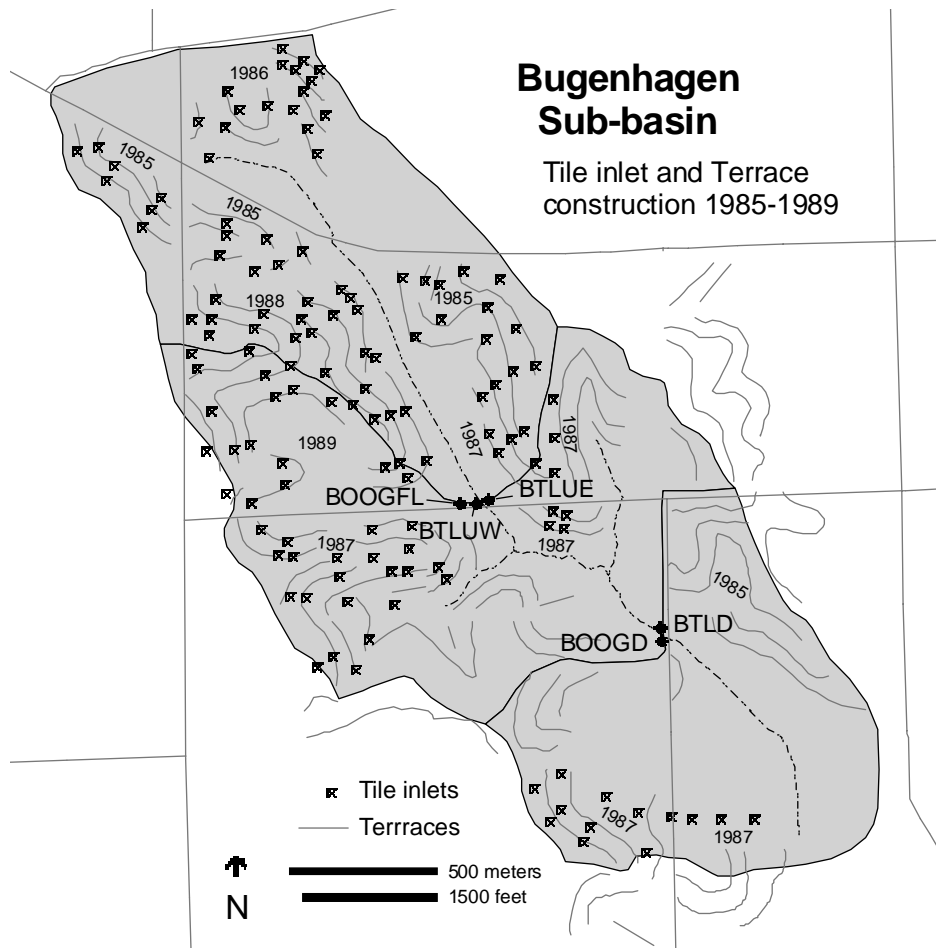 Bugenhagen
Sub-basin
Tile inlet and Terrace
construction 1985-1989
1986
1985
1985
1988
1985
1989
1987
1987
BOOGFL
BTLUE
BTLUW
1987
1987
1985
BTLD
BOOGD
Tile inlets
Terrraces
1987
1987
500 meters
1500 feet
N